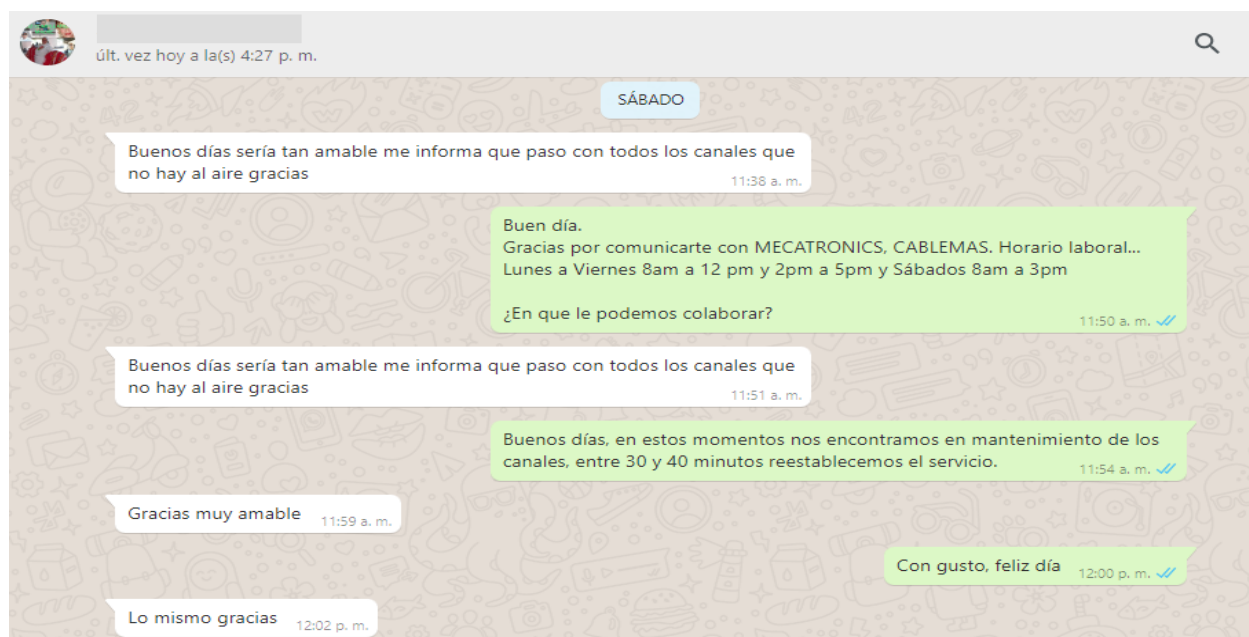 últ. vez hoy a la(s) 4:27 p. m.
SÁBADO
Buenos días sería tan amable me informa que paso con todos los canales que
no hay al aire gracias
11:38 a. m.
Buen día.
Gracias por comunicarte con MECATRONICS, CABLEMAS. Horario laboral...
Lunes a Viernes 8am a 12 pm y 2pm a 5pm y Sábados 8am a 3pm
¿En que le podemos colaborar?
11:50 a. m.
Buenos días sería tan amable me informa que paso con todos los canales que
no hay al aire gracias
11:51 a. m.
Buenos días, en estos momentos nos encontramos en mantenimiento de los
canales, entre 30 y 40 minutos reestablecemos el servicio.
11:54 a. m.
Gracias muy amable
11:59 a. m.
Con gusto, feliz día
12:00 p. m.
Lo mismo gracias
12:02 p. m.